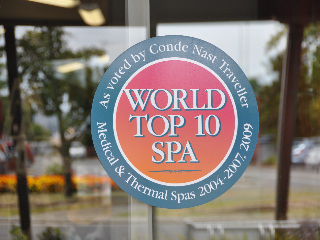 As voted by Conde Nast Traveller
WORLD
TOP 10
SPA
Medical & Thermal Spas 2004-2007, 2009